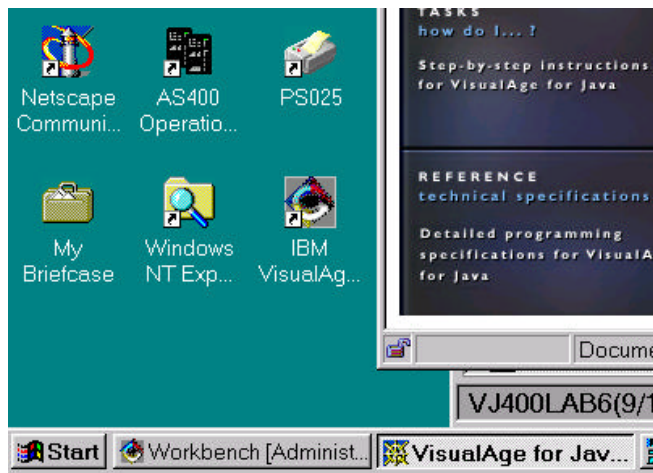 Netscape
Communi...
AS400
Operatio...
PS025
My
Briefcase
Windows
NT Exp...
IBM
VisualAg...
TASKS
how do I... ?
Step-by-step instructions
for VisualAge for Java
REFERENCE
technical specifications
Detailed programming
specifications for VisualA
for Java
Docume
VJ400LAB6(9/1
Start
Workbench [Administ...
VisualAge for Jav...